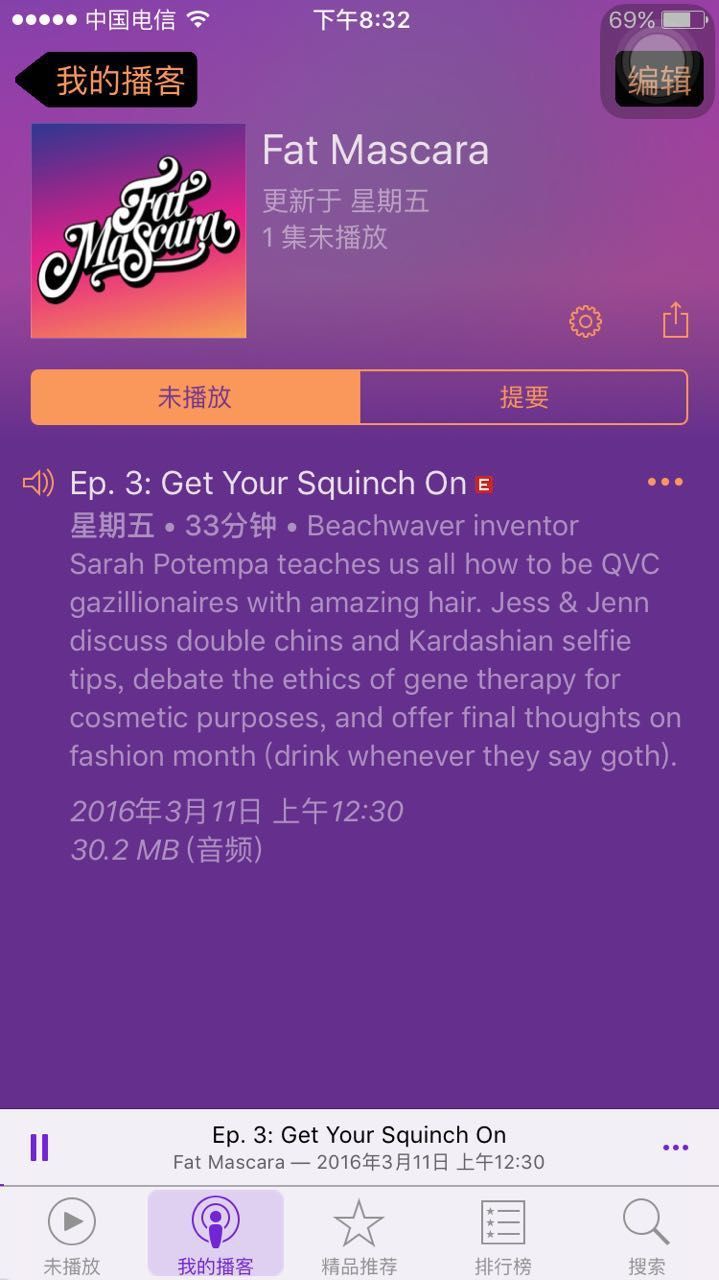 中国电信
下午8:32
69%
我的播客
编辑
Fat Mascara
Fat Mascara
更新于 星期五
1 集未播放
未播放
提要
Ep. 3: Get Your Squinch On E
星期五 • 33分钟 • Beachwaver inventor
Sarah Potempa teaches us all how to be QVC
gazillionaires with amazing hair. Jess & Jenn
discuss double chins and Kardashian selfie
tips, debate the ethics of gene therapy for
cosmetic purposes, and offer final thoughts on
fashion month (drink whenever they say goth).
2016年3月11日 上午12:30
30.2 MB (音频)
Ep. 3: Get Your Squinch On
Fat Mascara — 2016年3月11日 上午12:30
未播放
我的播客
精品推荐
排行榜
搜索